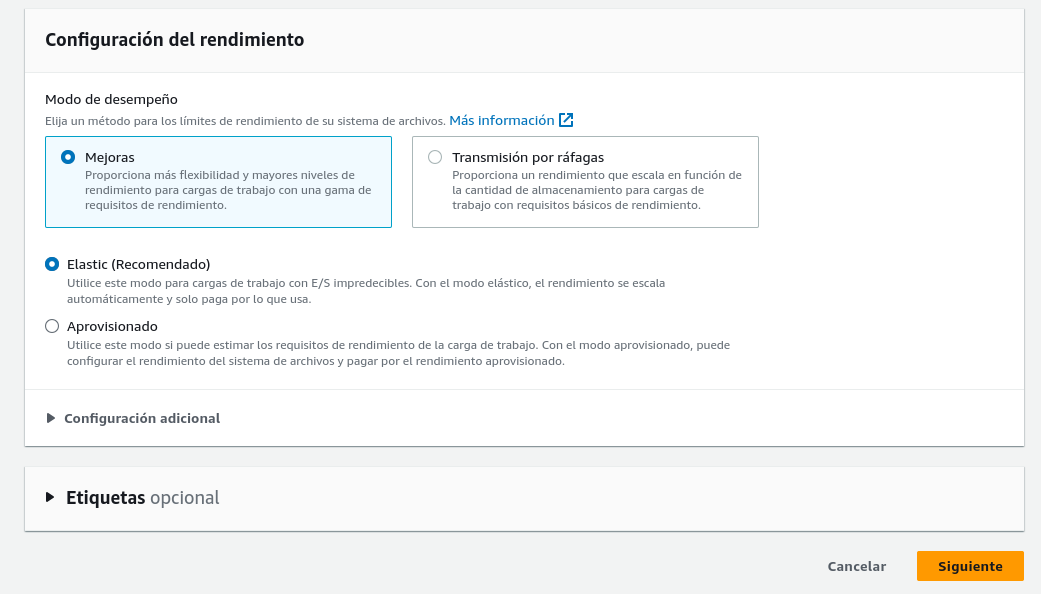 Configuración del rendimiento
Modo de desempeño
Elija un método para los límites de rendimiento de su sistema de archivos. Más información
Mejoras
Proporciona más flexibilidad y mayores niveles de
rendimiento para cargas de trabajo con una gama de
requisitos de rendimiento.
Transmisión por ráfagas
Proporciona un rendimiento que escala en función de
la cantidad de almacenamiento para cargas de
trabajo con requisitos básicos de rendimiento.
Elastic (Recomendado)
Utilice este modo para cargas de trabajo con E/S impredecibles. Con el modo elástico, el rendimiento se escala
automáticamente y solo paga por lo que usa.
Aprovisionado
Utilice este modo si puede estimar los requisitos de rendimiento de la carga de trabajo. Con el modo aprovisionado, puede
configurar el rendimiento del sistema de archivos y pagar por el rendimiento aprovisionado.
Configuración adicional
Etiquetas opcional
Cancelar Siguiente